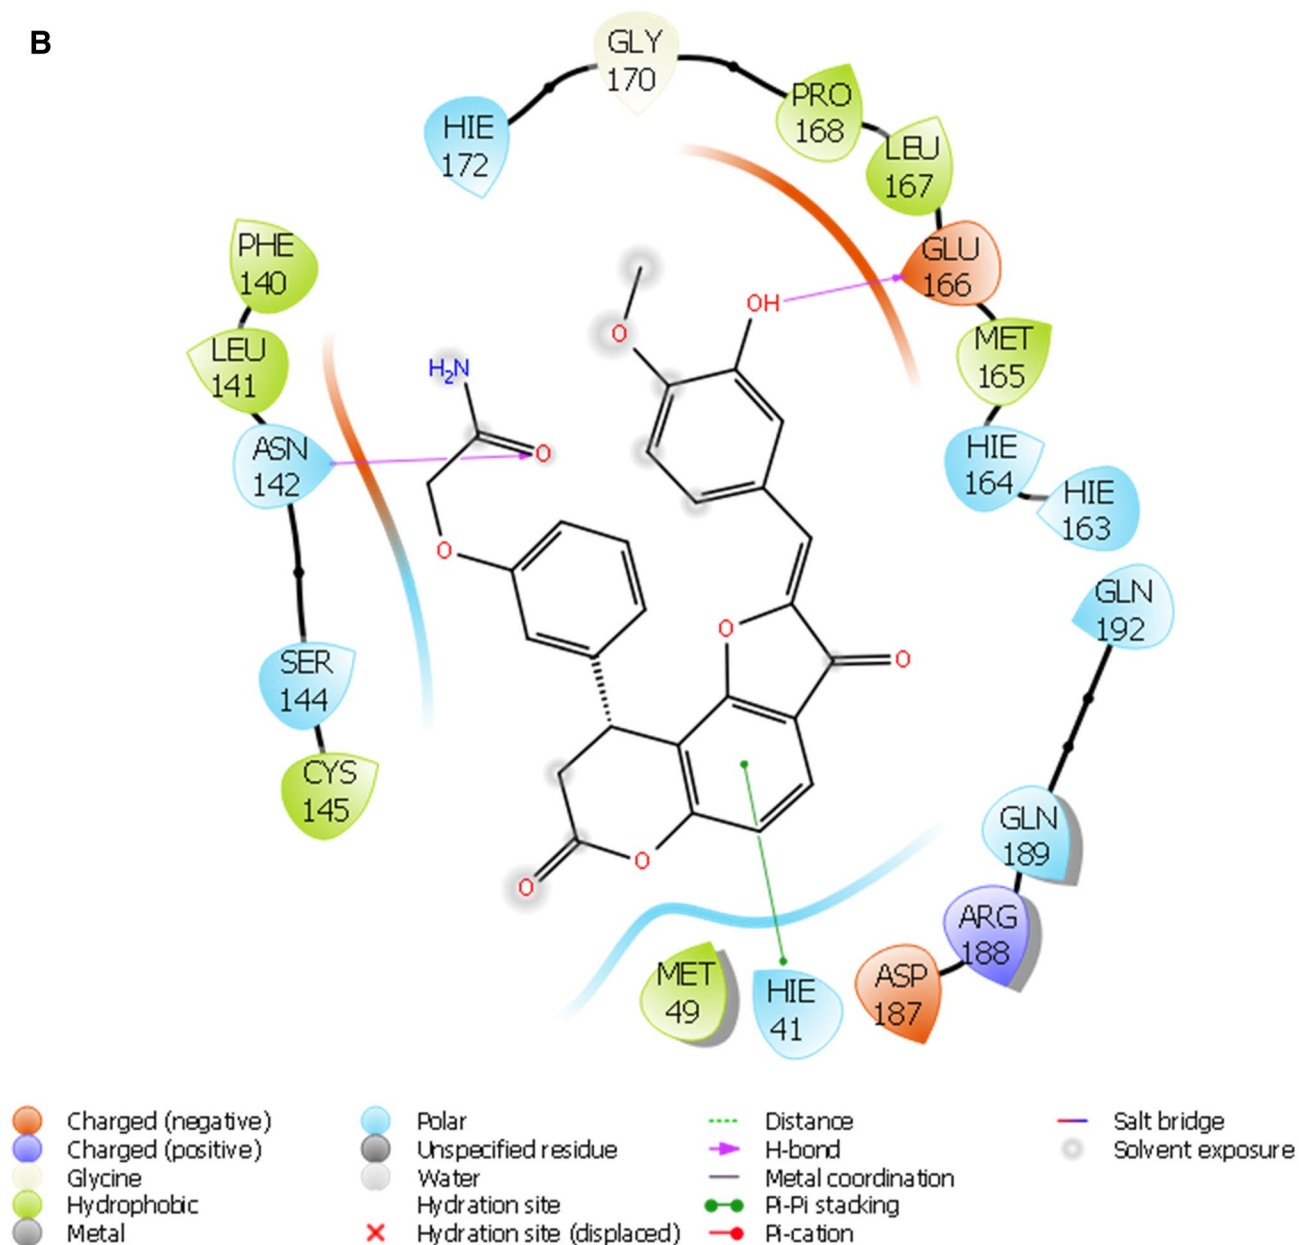 B
GLY
170
PRO
168
HIE
172
LEU
167
PHE
140
GLU
166
OH
O
MET
165
LEU
141
H2N
ASN
142
O
HIE
164
HIE
163
O
GLN
192
O
O
SER
144
CYS
145
GLN
189
O
O
ARG
188
MET
49
HIE
41
ASP
187
Charged (negative)
Charged (positive)
Glycine
Hydrophobic
Metal
Polar
Unspecified residue
Water
Hydration site
Hydration site (displaced)
Distance
H-bond
Metal coordination
Pi-Pi stacking
Pi-cation
Salt bridge
Solvent exposure